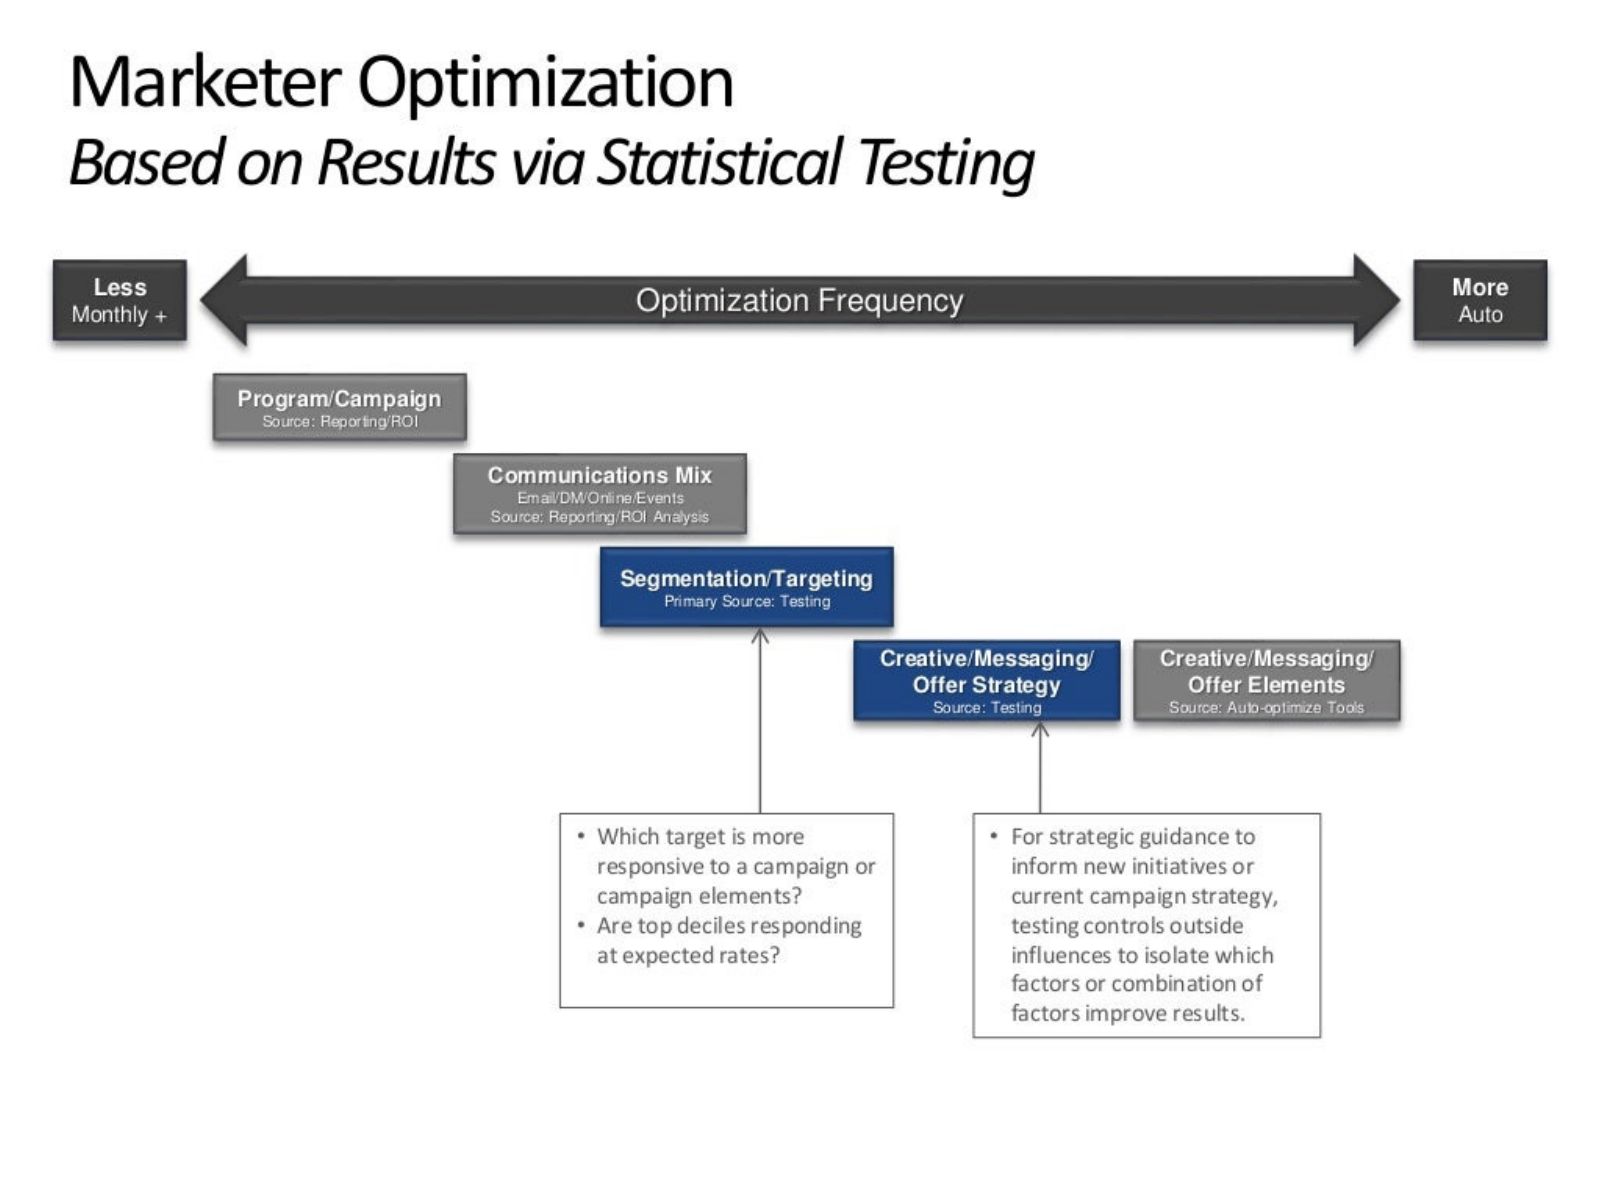 Marketer Optimization
Based on Results via Statistical Testing
Less
Monthly +
Optimization Frequency
More
Auto
Program/Campaign
Source: Reporting/ROI
Communications Mix
Email/DM/Online/Events
Source: Reporting/ROI Analysis
Segmentation/Targeting
Primary Source: Testing
Creative/Messaging/
Offer Strategy
Source: Testing
Creative/Messaging/
Offer Elements
Source: Auto-optimize Tools
• Which target is more
responsive to a campaign or
campaign elements?
• Are top deciles responding
at expected rates?
• For strategic guidance to
inform new initiatives or
current campaign strategy,
testing controls outside
influences to isolate which
factors or combination of
factors improve results.